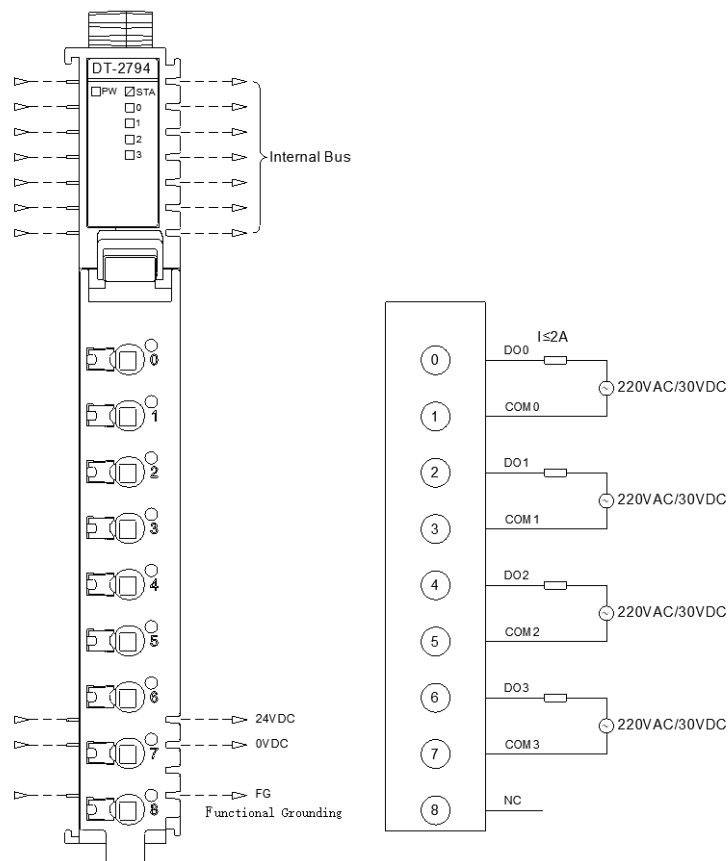 DT-2794
PW STA
0
1
2
3
Internal Bus
0
1
2
3
4
5
6
7
8
24VDC
0VDC
FG
Functional Grounding
I≤2A
0 DO0
220VAC/30VDC
1 COM0
2 DO1
220VAC/30VDC
3 COM1
4 DO2
220VAC/30VDC
5 COM2
6 DO3
220VAC/30VDC
7 COM3
8 NC